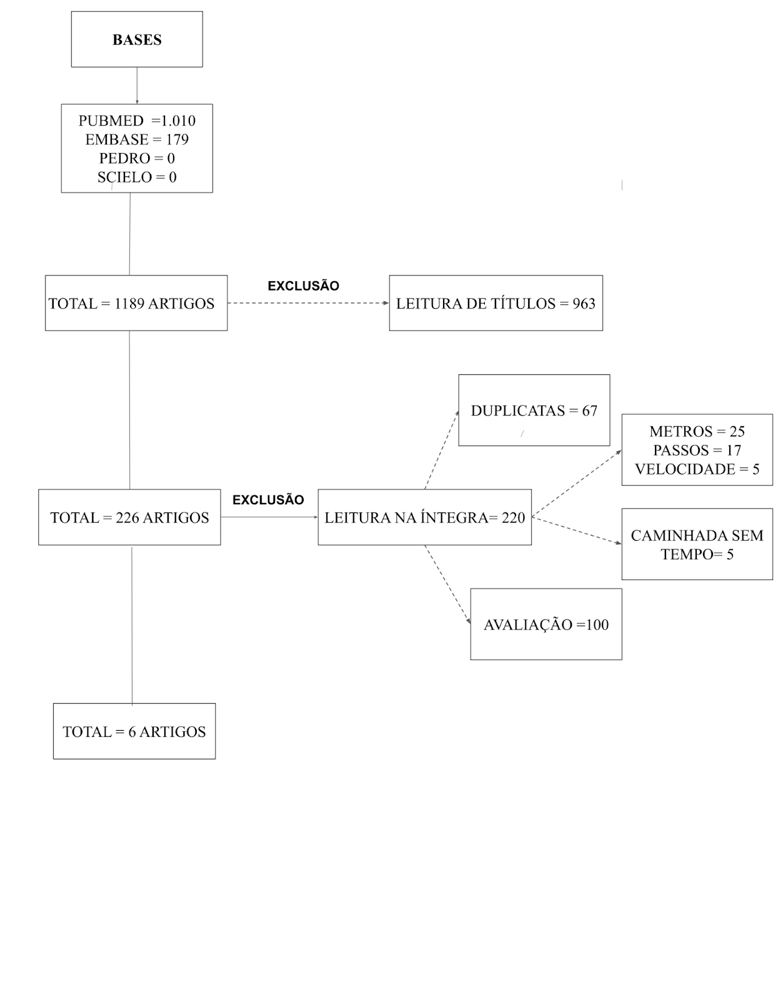 BASES
PUBMED  =1.010
EMBASE = 179
PEDRO = 0
SCIELO = 0
TOTAL = 1189 ARTIGOS
EXCLUSÃO
LEITURA DE TÍTULOS = 963
DUPLICATAS = 67
METROS = 25
PASSOS = 17
VELOCIDADE = 5
TOTAL = 226 ARTIGOS
EXCLUSÃO
LEITURA NA ÍNTEGRA= 220
CAMINHADA SEM
TEMPO= 5
AVALIAÇÃO =100
TOTAL = 6 ARTIGOS